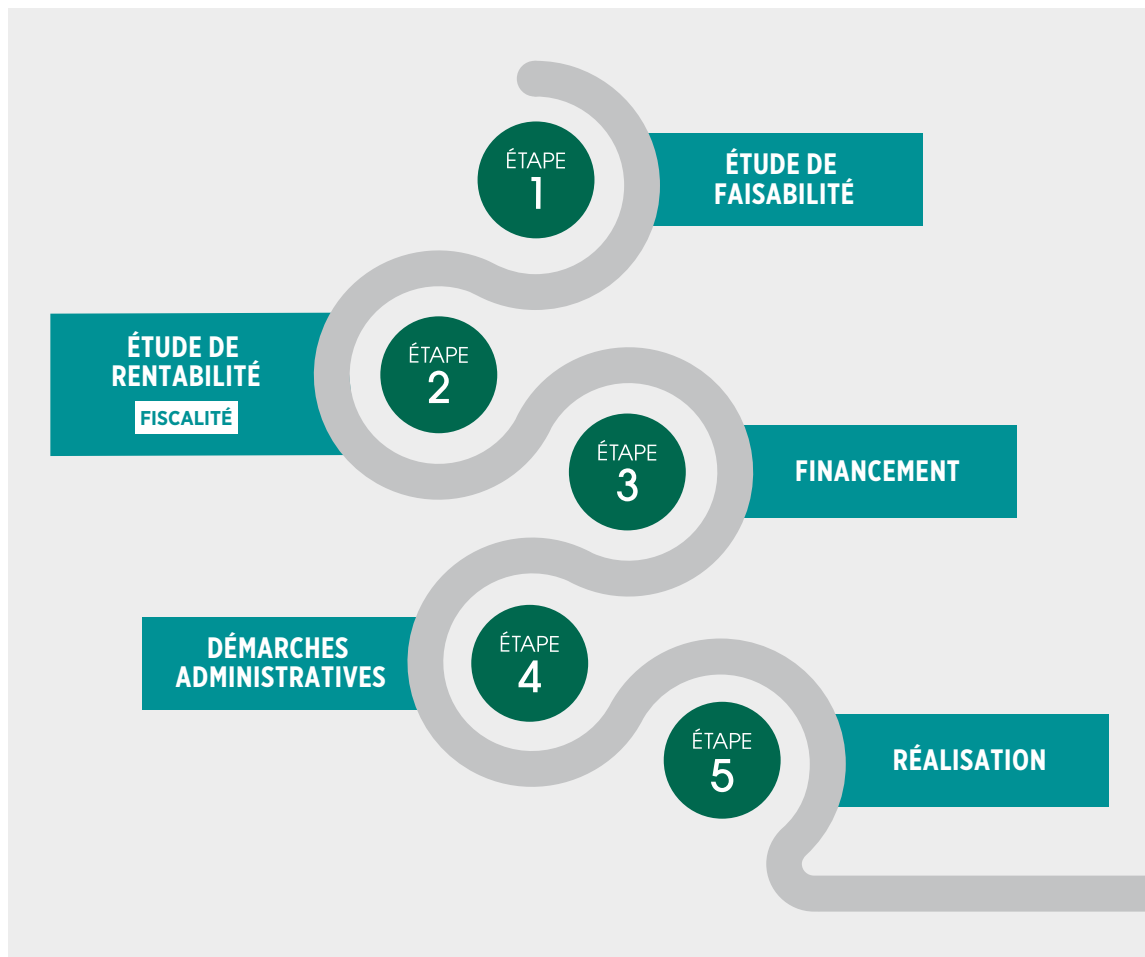 ÉTAPE
1
ÉTUDE DE
FAISABILITÉ
ÉTUDE DE
RENTABILITÉ
FISCALITÉ
ÉTAPE
2
ÉTAPE
3
FINANCEMENT
DÉMARCHES
ADMINISTRATIVES
ÉTAPE
4
ÉTAPE
5
RÉALISATION